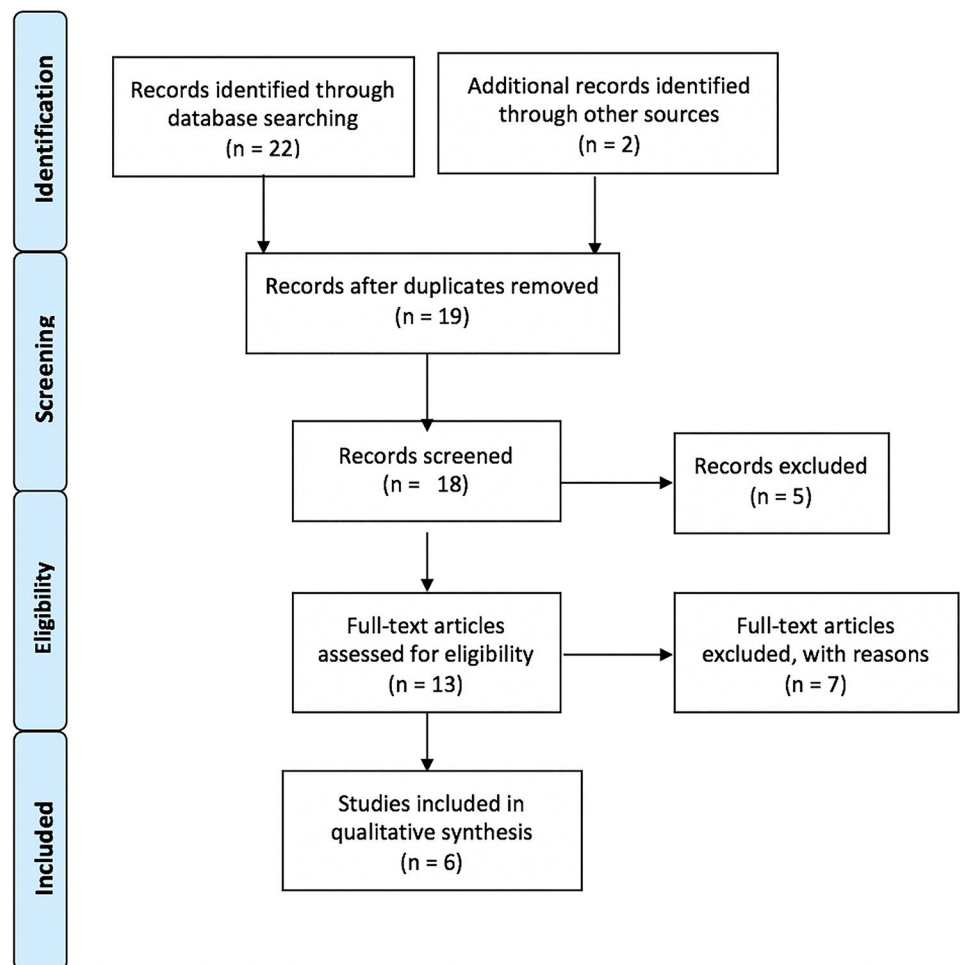 Identification
Records identified through
database searching
(n = 22)
Additional records identified
through other sources
(n = 2)
Screening
Records after duplicates removed
(n = 19)
Records screened
(n = 18)
Records excluded
(n = 5)
Eligibility
Full-text articles
assessed for eligibility
(n = 13)
Full-text articles
excluded, with reasons
(n = 7)
Included
Studies included in
qualitative synthesis
(n = 6)